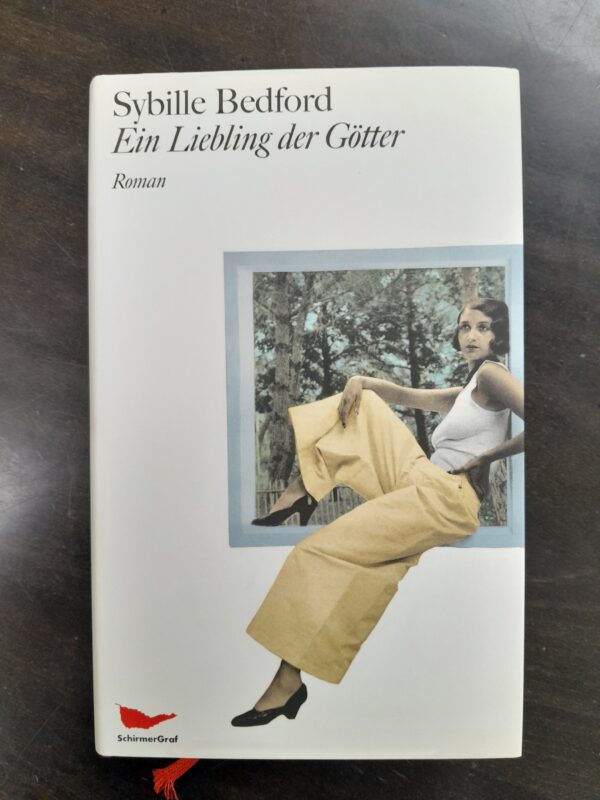 Sybille Bedford
Ein Liebling der Götter
Roman
SchirmerGraf